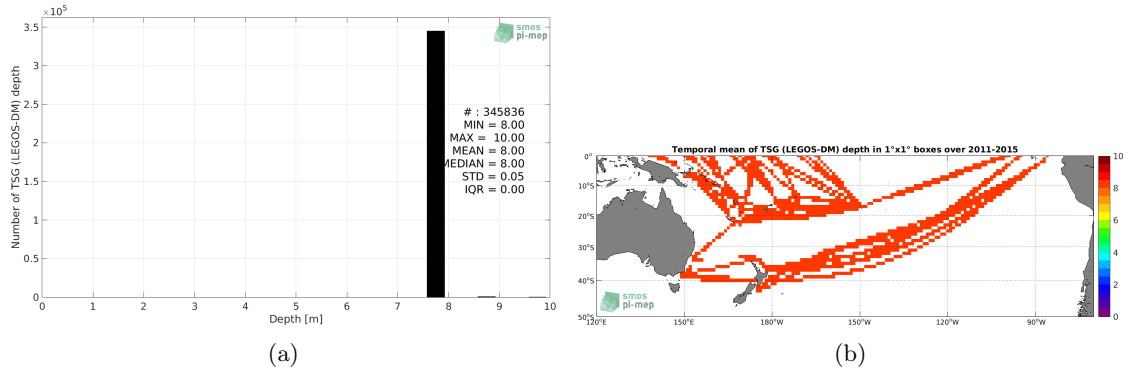 ×10⁵
3.5
3
2.5
2
1.5
1
0.5
0
Number of TSG (LEGOS-DM) depth
smos
pi-mep
# : 345836
MIN = 8.00
MAX = 10.00
MEAN = 8.00
MEDIAN = 8.00
STD = 0.05
IQR = 0.00
0 1 2 3 4 5 6 7 8 9 10
Depth [m]
(a)
Temporal mean of TSG (LEGOS-DM) depth in 1°x1° boxes over 2011-2015
0°
10°S
20°S
30°S
40°S
50°S
120°E 150°E 180°W 150°W 120°W 90°W
smos
pi-mep
10
8
6
4
2
0
(b)